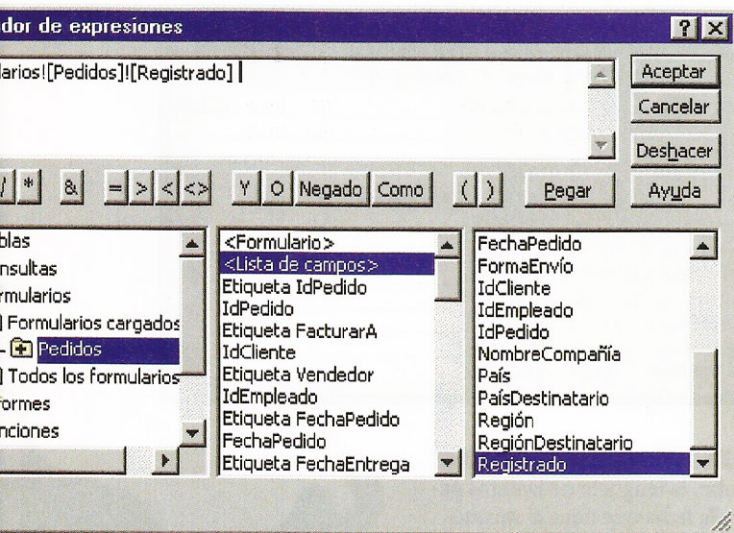 dor de expresiones
arios![Pedidos]![Registrado]
Aceptar
Cancelar
Deshacer
/ * & = > < <> Y O Negado Como ( ) Pegar Ayuda
blas
nsultas
rmularios
Formularios cargados
Pedidos
Todos los formularios
formes
nciones
<Formulario>
<Lista de campos>
Etiqueta IdPedido
IdPedido
Etiqueta FacturarA
IdCliente
Etiqueta Vendedor
IdEmpleado
Etiqueta FechaPedido
FechaPedido
Etiqueta FechaEntrega
FechaPedido
FormaEnvío
IdCliente
IdEmpleado
IdPedido
NombreCompañía
País
PaísDestinatario
Región
RegiónDestinatario
Registrado